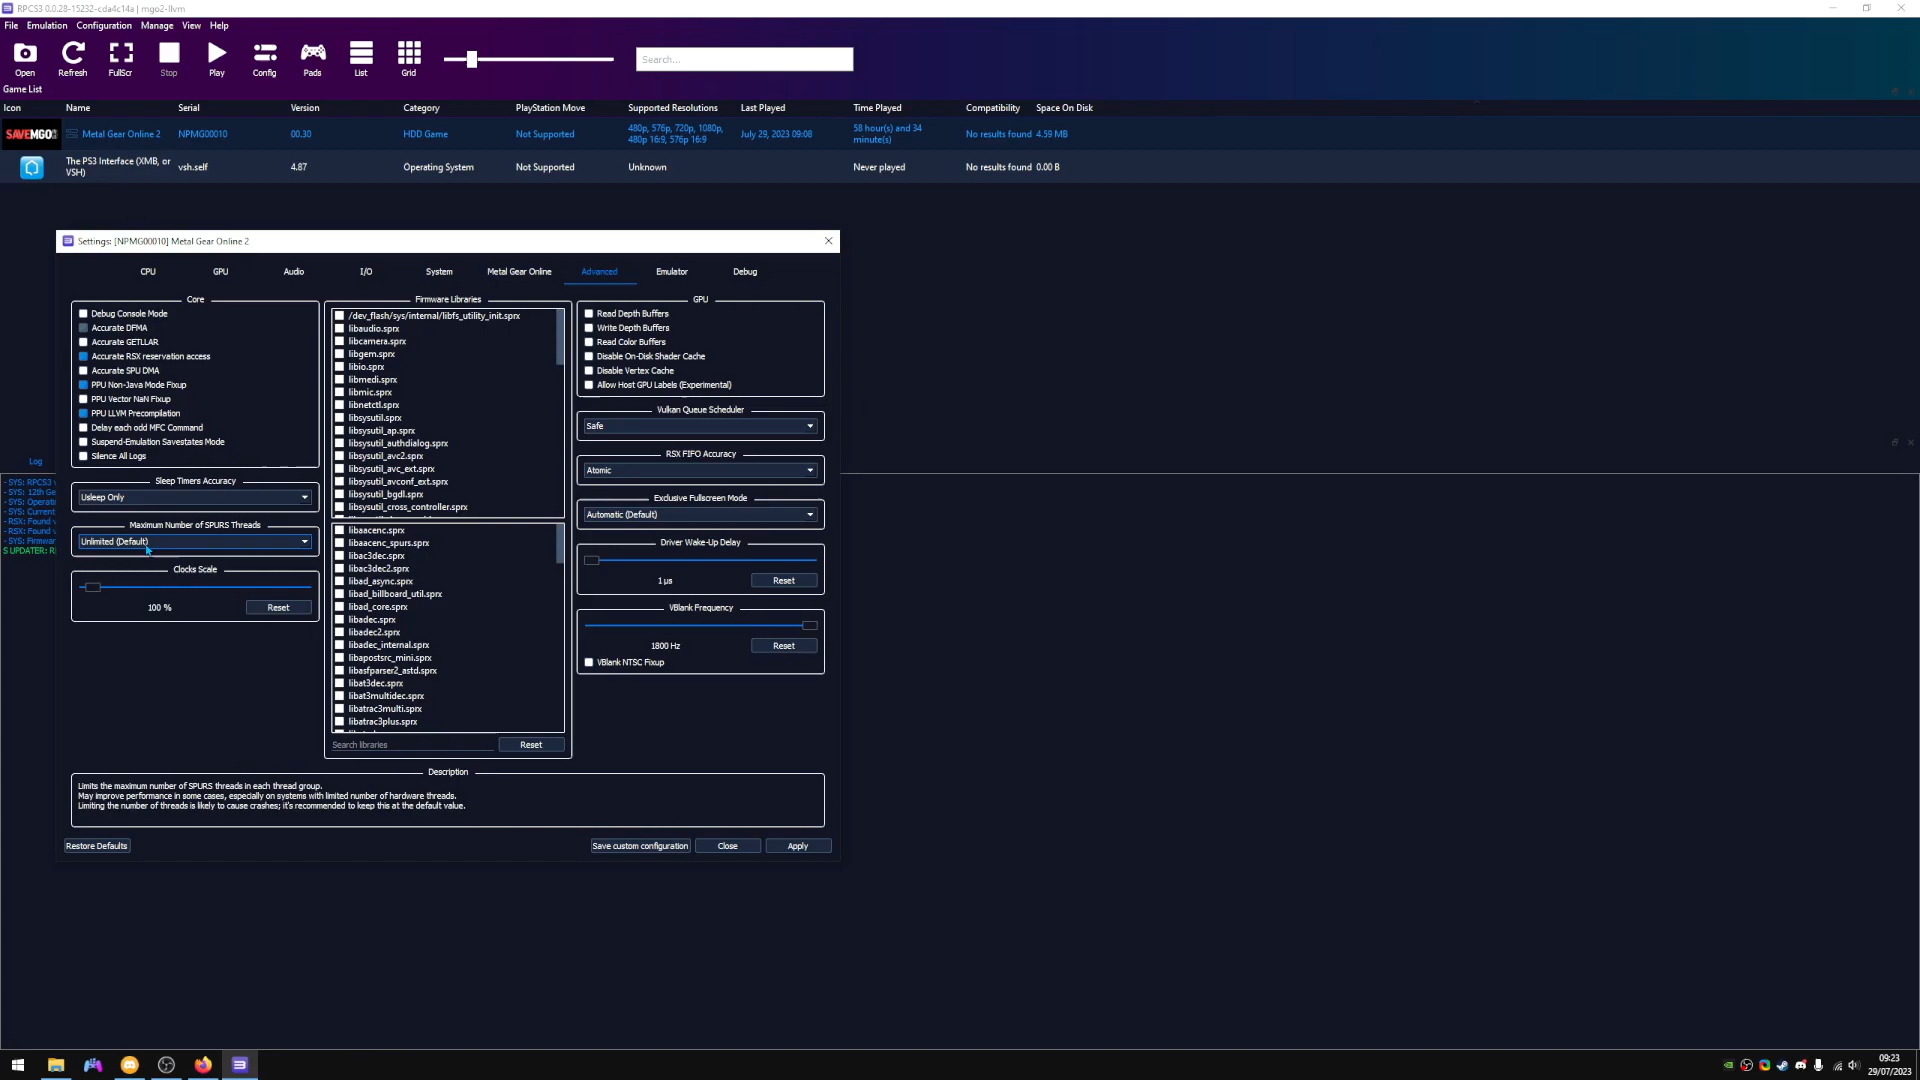 RPCS3 0.0.28-15232-cda4c14a | mgo2-llvm
File Emulation Configuration Manage View Help
Open Refresh FullScr Stop Play Config Pads List Grid Search...
Game List
Icon Name Serial Version Category PlayStation Move Supported Resolutions Last Played Time Played Compatibility Space On Disk
SAVEMGO Metal Gear Online 2 NPMG00010 00.30 HDD Game Not Supported 480p, 576p, 720p, 1080p, July 29, 2023 09:08 58 hour(s) and 34 No results found 4.59 MB
480p 16:9, 576p 16:9 minute(s)
The PS3 Interface (XMB, or vsh.self 4.87 Operating System Not Supported Unknown Never played No results found 0.00 B
VSH)
Settings: [NPMG00010] Metal Gear Online 2
CPU GPU Audio I/O System Metal Gear Online Advanced Emulator Debug
Core
Debug Console Mode
Accurate DFMA
Accurate GETLLAR
Accurate RSX reservation access
Accurate SPU DMA
PPU Non-Java Mode Fixup
PPU Vector NaN Fixup
PPU LLVM Precompilation
Delay each odd MFC Command
Suspend-Emulation Savestates Mode
Silence All Logs
Sleep Timers Accuracy
Usleep Only
Maximum Number of SPURS Threads
Unlimited (Default)
Clocks Scale
100 % Reset
Firmware Libraries
/dev_flash/sys/internal/libfs_utility_init.sprx
libaudio.sprx
libcamera.sprx
libgem.sprx
libio.sprx
libmedi.sprx
libmic.sprx
libnetctl.sprx
libsysutil.sprx
libsysutil_ap.sprx
libsysutil_authdialog.sprx
libsysutil_avc2.sprx
libsysutil_avc_ext.sprx
libsysutil_avconf_ext.sprx
libsysutil_bgdl.sprx
libsysutil_cross_controller.sprx
libaacenc.sprx
libaacenc_spurs.sprx
libac3dec.sprx
libac3dec2.sprx
libad_async.sprx
libad_billboard_util.sprx
libad_core.sprx
libadec.sprx
libadec2.sprx
libadec_internal.sprx
libapostsrc_mini.sprx
libasfparser2_astd.sprx
libat3dec.sprx
libat3multidec.sprx
libatrac3multi.sprx
libatrac3plus.sprx
Search libraries Reset
GPU
Read Depth Buffers
Write Depth Buffers
Read Color Buffers
Disable On-Disk Shader Cache
Disable Vertex Cache
Allow Host GPU Labels (Experimental)
Vulkan Queue Scheduler
Safe
RSX FIFO Accuracy
Atomic
Exclusive Fullscreen Mode
Automatic (Default)
Driver Wake-Up Delay
1 µs Reset
VBlank Frequency
1800 Hz Reset
VBlank NTSC Fixup
Description
Limits the maximum number of SPURS threads in each thread group.
May improve performance in some cases, especially on systems with limited number of hardware threads.
Limiting the number of threads is likely to cause crashes; it's recommended to keep this at the default value.
Restore Defaults Save custom configuration Close Apply
Log
- SYS: RPCS3
- SYS: 12th Ge
- SYS: Operati
- SYS: Current
- RSX: Found
- RSX: Found
- SYS: Firmwar
S UPDATER:
09:23
29/07/2023